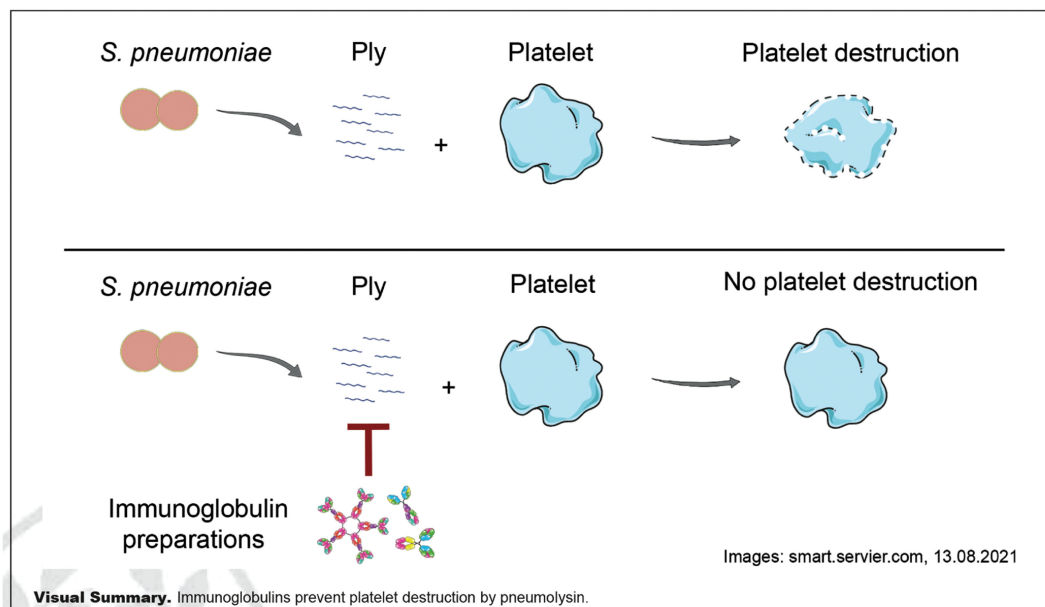 S. pneumoniae Ply Platelet Platelet destruction
+
S. pneumoniae Ply Platelet No platelet destruction
+
Immunoglobulin
preparations
Images: smart.servier.com, 13.08.2021
Visual Summary. Immunoglobulins prevent platelet destruction by pneumolysin.